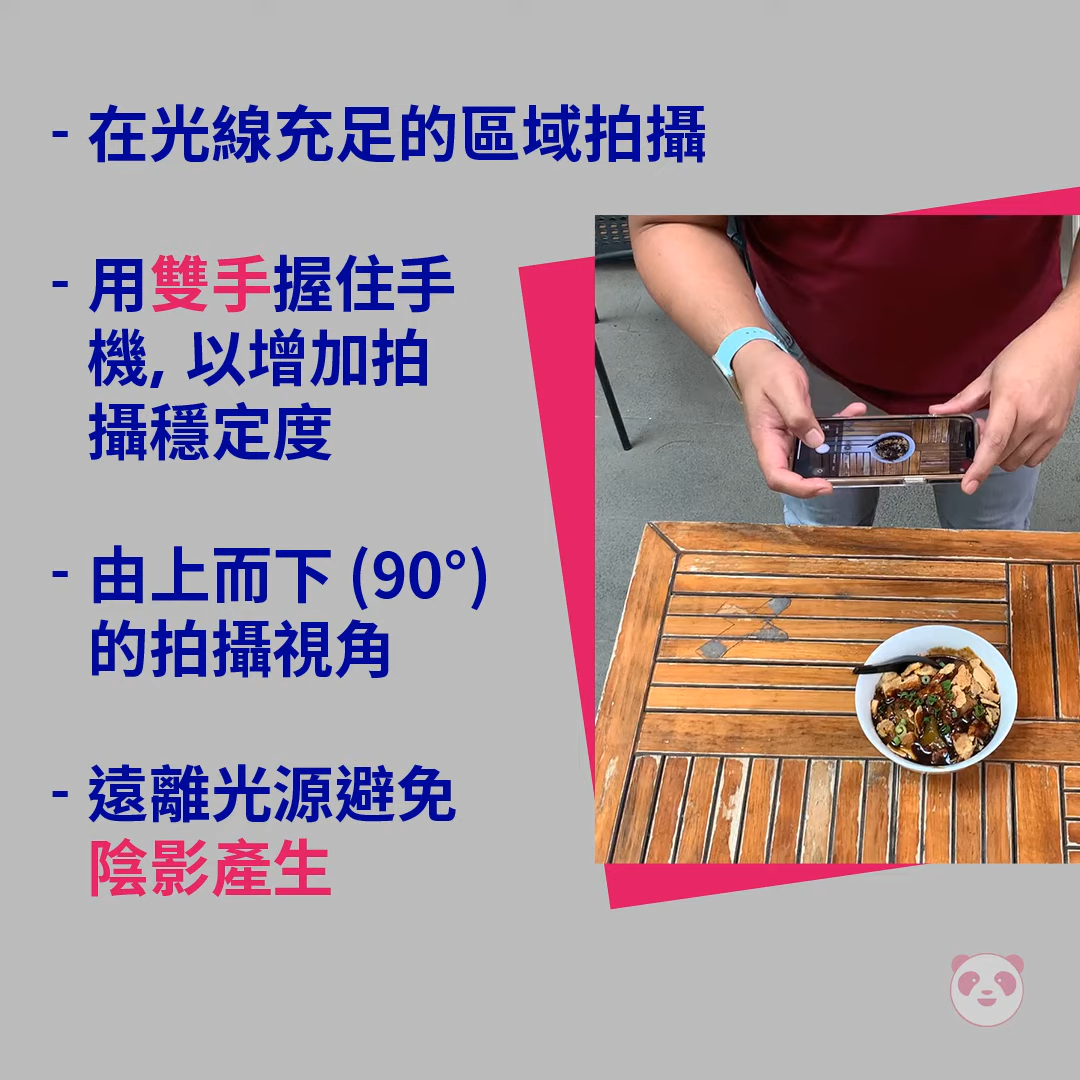 - 在光線充足的區域拍攝
- 用雙手握住手
機, 以增加拍
攝穩定度
- 由上而下 (90°)
的拍攝視角
- 遠離光源避免
陰影產生